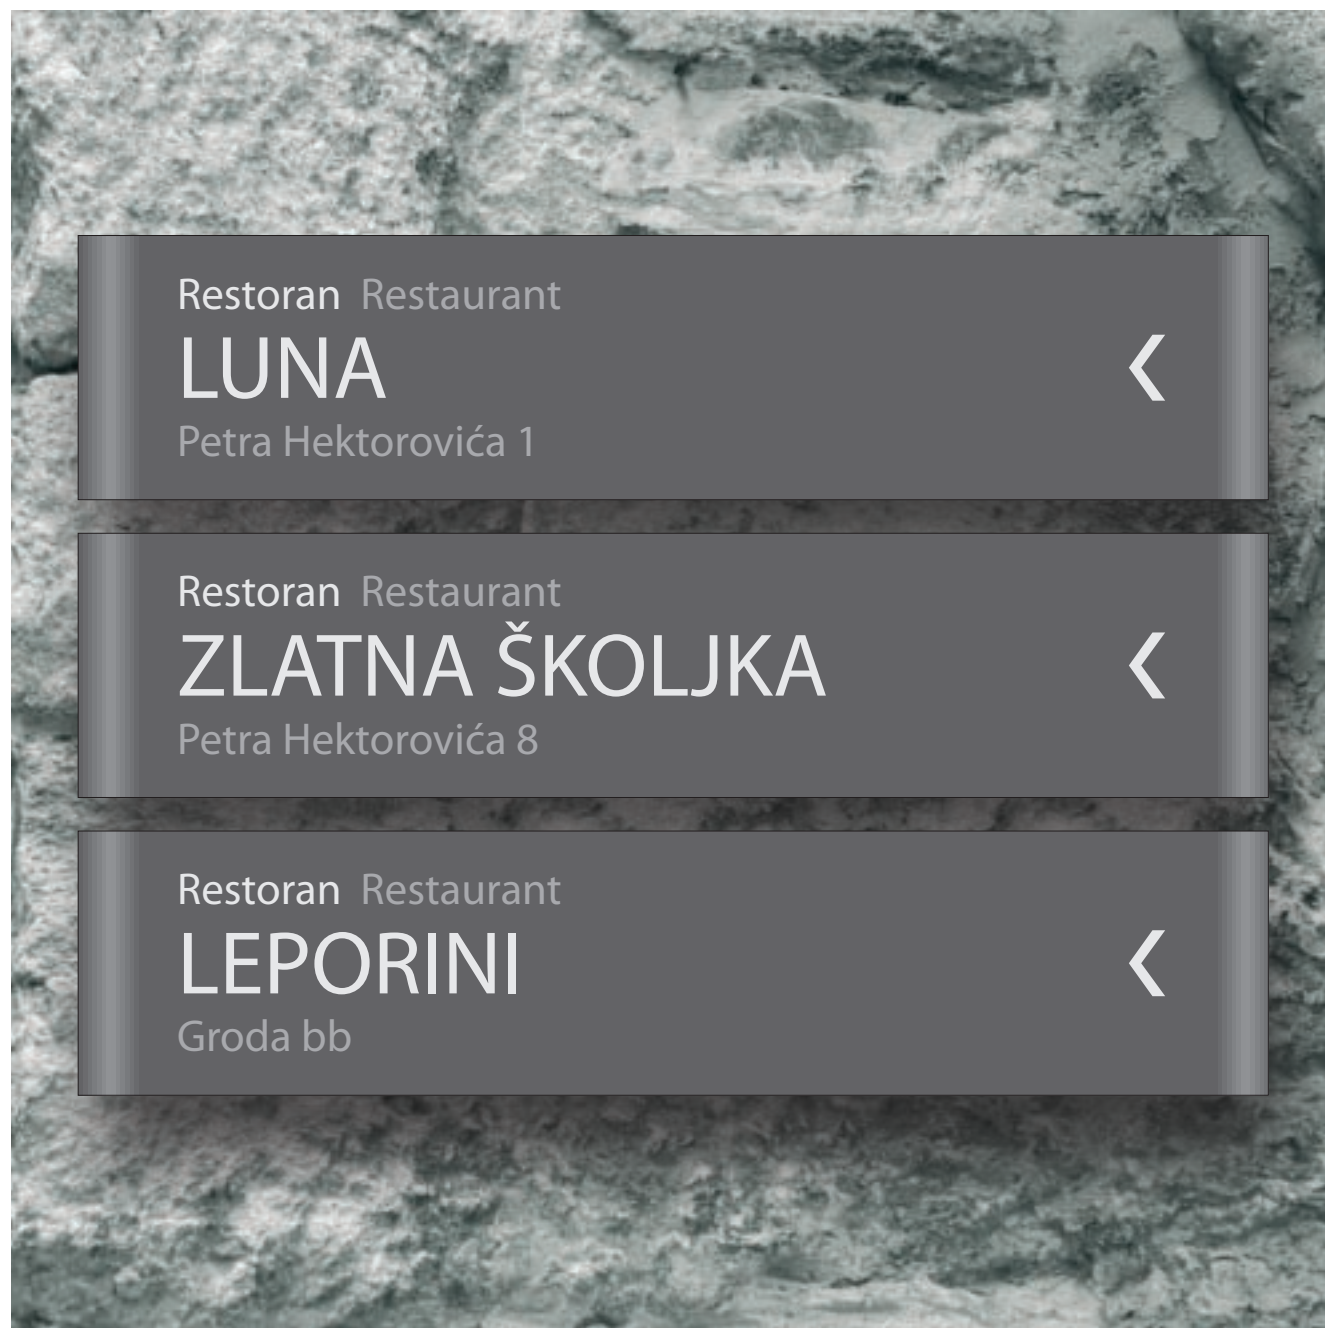 Restoran Restaurant
LUNA
Petra Hektorovića 1
Restoran Restaurant
ZLATNA ŠKOLJKA
Petra Hektorovića 8
Restoran Restaurant
LEPORINI
Groda bb